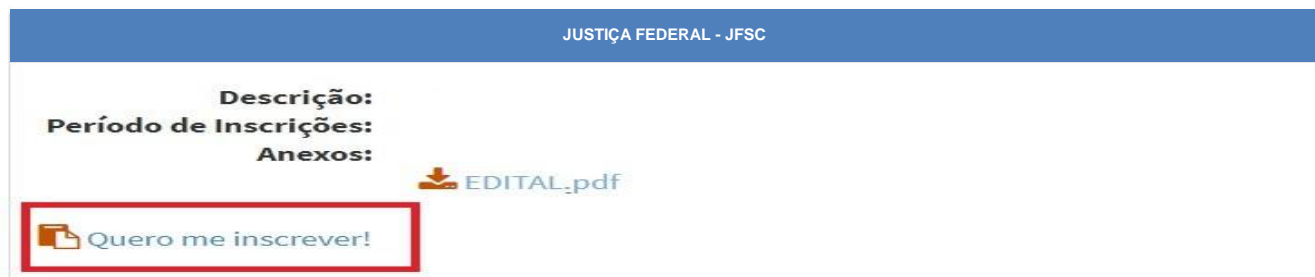 JUSTIÇA FEDERAL - JFSC
Descrição:
Período de Inscrições:
Anexos:
EDITAL.pdf
Quero me inscrever!